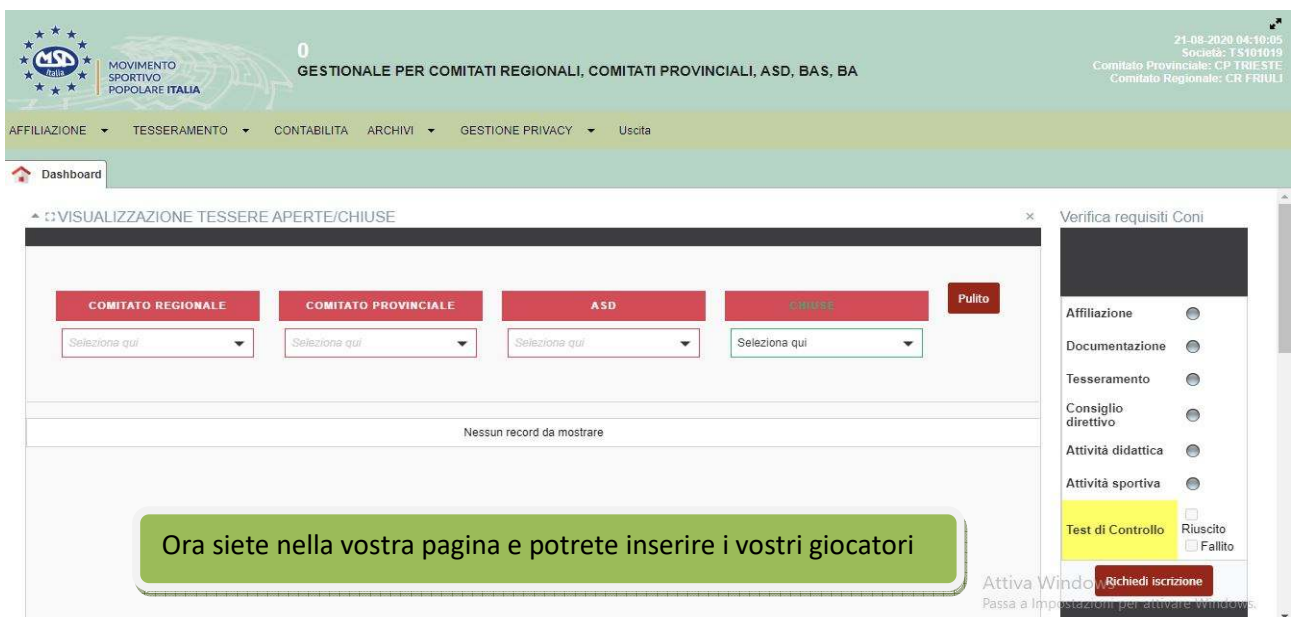 MSP
Italia
MOVIMENTO
SPORTIVO
POPOLARE ITALIA
0
GESTIONALE PER COMITATI REGIONALI, COMITATI PROVINCIALI, ASD, BAS, BA
21-08-2020 04:10:05
Società: TS101019
Comitato Provinciale: CP TRIESTE
Comitato Regionale: CR FRIULI
AFFILIAZIONE TESSERAMENTO CONTABILITA ARCHIVI GESTIONE PRIVACY Uscita
Dashboard
VISUALIZZAZIONE TESSERE APERTE/CHIUSE
COMITATO REGIONALE COMITATO PROVINCIALE ASD CHIUSE Pulito
Seleziona qui Seleziona qui Seleziona qui Seleziona qui
Nessun record da mostrare
Verifica requisiti Coni
Affiliazione
Documentazione
Tesseramento
Consiglio
direttivo
Attività didattica
Attività sportiva
Test di Controllo
Riuscito
Fallito
Richiedi iscrizione
Ora siete nella vostra pagina e potrete inserire i vostri giocatori
Attiva Windows
Passa a Impostazioni per attivare Windows.